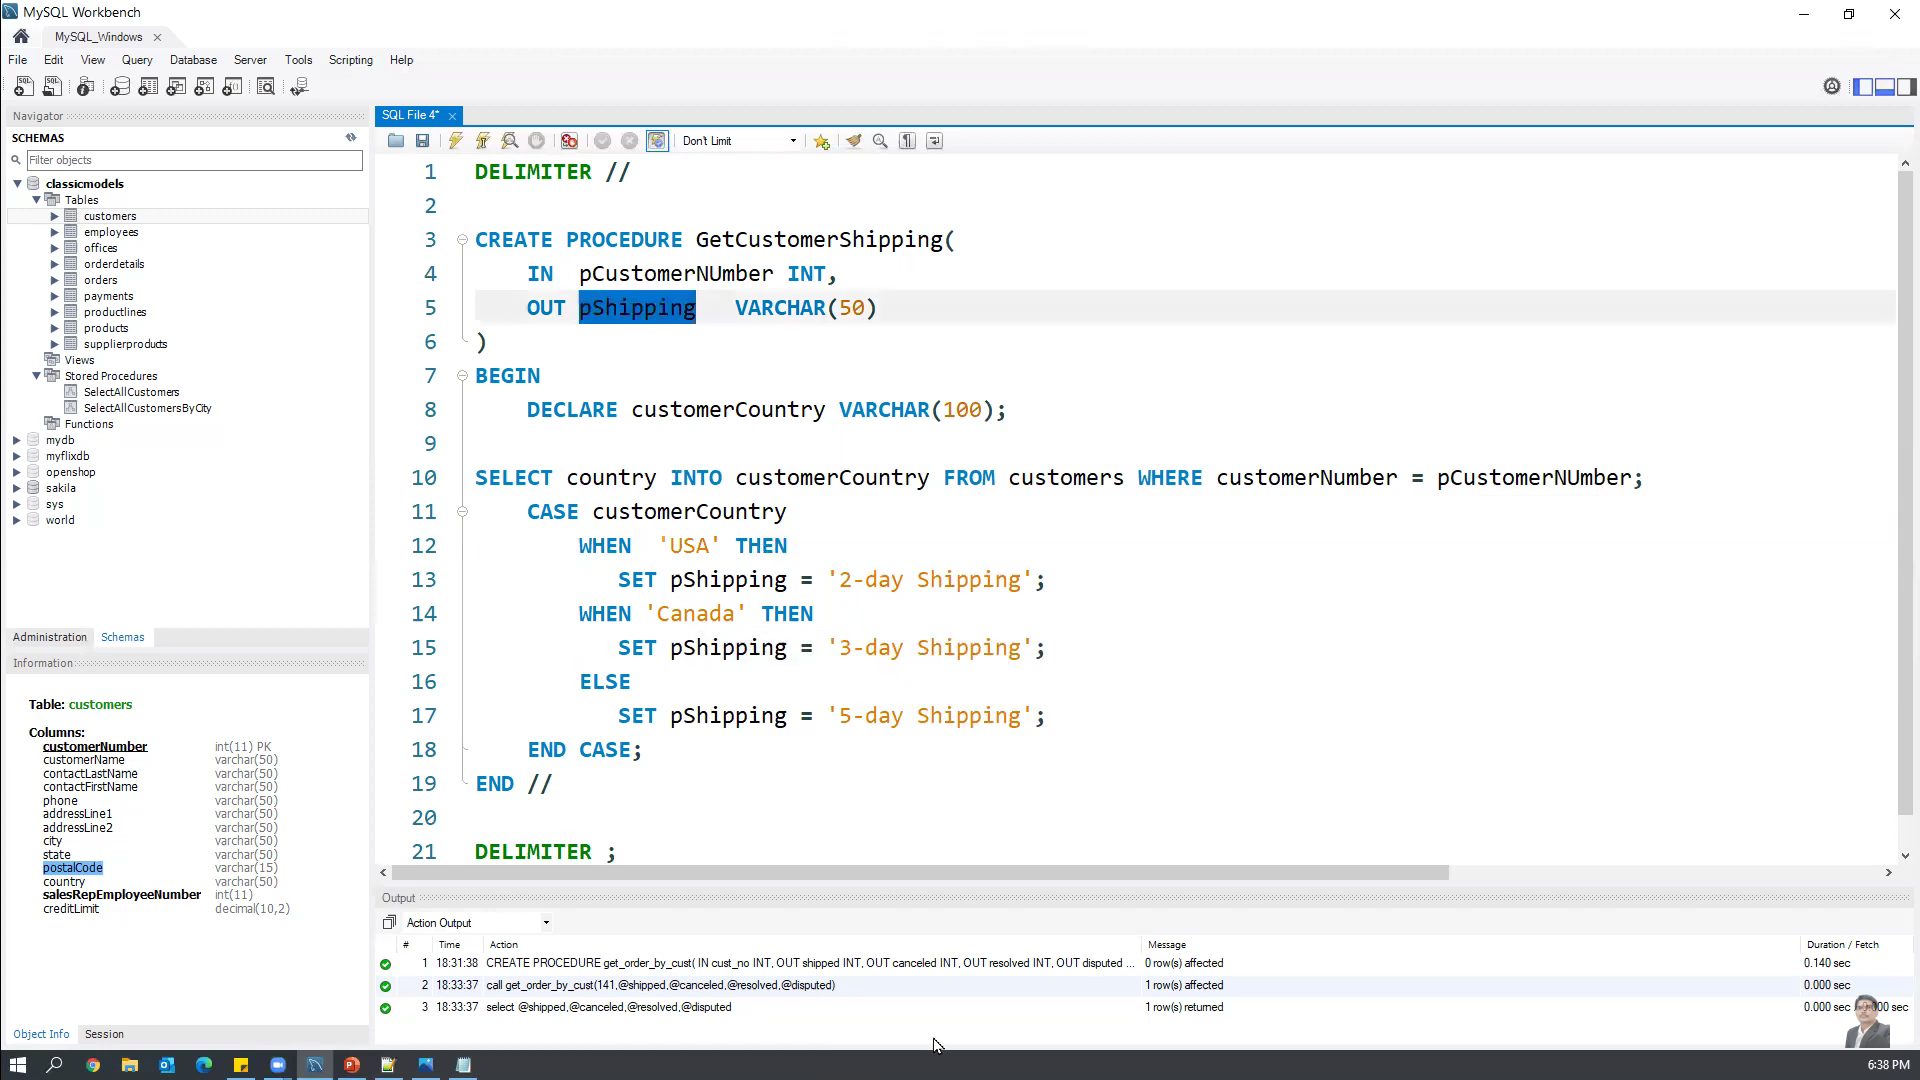 MySQL Workbench
MySQL_Windows
File Edit View Query Database Server Tools Scripting Help
Navigator
SCHEMAS
Filter objects
classicmodels
Tables
customers
employees
offices
orderdetails
orders
payments
productlines
products
supplierproducts
Views
Stored Procedures
SelectAllCustomers
SelectAllCustomersByCity
Functions
mydb
myflixdb
openshop
sakila
sys
world
Administration Schemas
Information
Table: customers
Columns:
customerNumber int(11) PK
customerName varchar(50)
contactLastName varchar(50)
contactFirstName varchar(50)
phone varchar(50)
addressLine1 varchar(50)
addressLine2 varchar(50)
city varchar(50)
state varchar(50)
postalCode varchar(15)
country varchar(50)
salesRepEmployeeNumber int(11)
creditLimit decimal(10,2)
Object Info Session
SQL File 4*
Don't Limit
1 DELIMITER //
2
3 CREATE PROCEDURE GetCustomerShipping(
4 IN pCustomerNUmber INT,
5 OUT pShipping VARCHAR(50)
6 )
7 BEGIN
8 DECLARE customerCountry VARCHAR(100);
9
10 SELECT country INTO customerCountry FROM customers WHERE customerNumber = pCustomerNUmber;
11 CASE customerCountry
12 WHEN 'USA' THEN
13 SET pShipping = '2-day Shipping';
14 WHEN 'Canada' THEN
15 SET pShipping = '3-day Shipping';
16 ELSE
17 SET pShipping = '5-day Shipping';
18 END CASE;
19 END //
20
21 DELIMITER ;
Output
Action Output
# Time Action Message Duration / Fetch
1 18:31:38 CREATE PROCEDURE get_order_by_cust( IN cust_no INT, OUT shipped INT, OUT canceled INT, OUT resolved INT, OUT disputed ... 0 row(s) affected 0.140 sec
2 18:33:37 call get_order_by_cust(141,@shipped,@canceled,@resolved,@disputed) 1 row(s) affected 0.000 sec
3 18:33:37 select @shipped,@canceled,@resolved,@disputed 1 row(s) returned 0.000 sec
6:38 PM